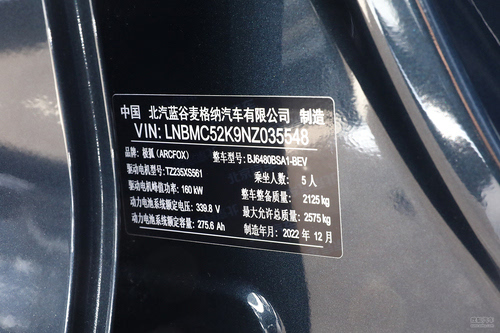 中国 北汽蓝谷麦格纳汽车有限公司 制造
VIN: LNBMC52K9NZ035548
品牌: 极狐 (ARCFOX) 整车型号: BJ6480BSA1-BEV
驱动电机型号: TZ235XS561 乘坐人数: 5 人
驱动电机峰值功率: 160 kW 整车整备质量: 2125 kg
动力电池系统额定电压: 339.8 V 最大允许总质量: 2575 kg
动力电池系统额定容量: 275.6 Ah 制造年月: 2022 年 12 月